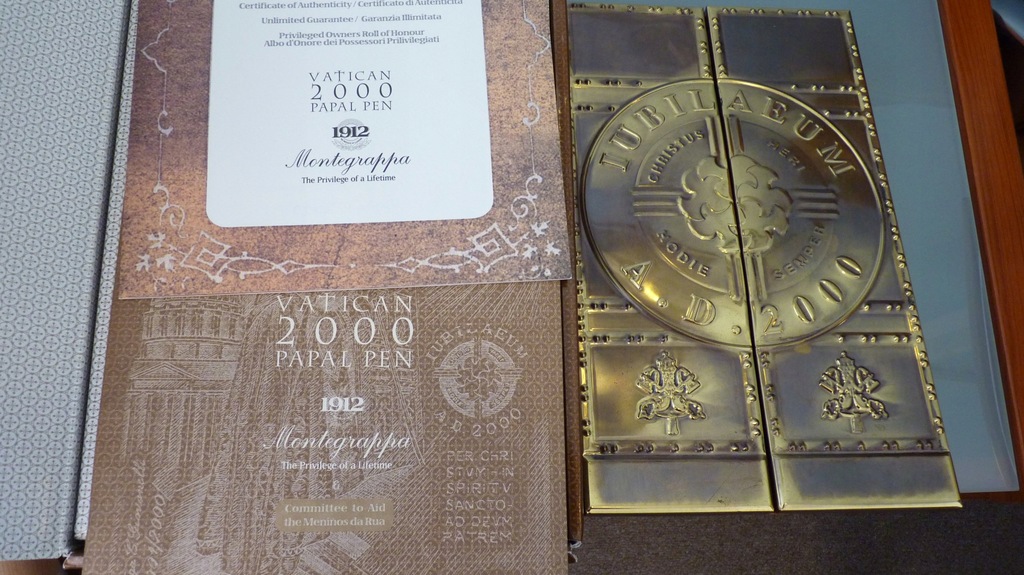 Certificate of Authenticity / Certificato di Autenticità
Unlimited Guarantee / Garanzia Illimitata
Privileged Owners Roll of Honour
Albo d'Onore dei Possessori Privilegiati
VATICAN
2000
PAPAL PEN
1912
Montegrappa
The Privilege of a Lifetime
VATICAN
2000
PAPAL PEN
1912
Montegrappa
The Privilege of a Lifetime
Committee to Aid
the Meninos da Rua
IUBILAEUM
A D 2000
PER CHRI
STVM IN
SPIRITV
SANCTO
AD DEVM
PATREM
IUBILAEUM
A.D.2000
CHRISTUS
HERI
HODIE
SEMPER